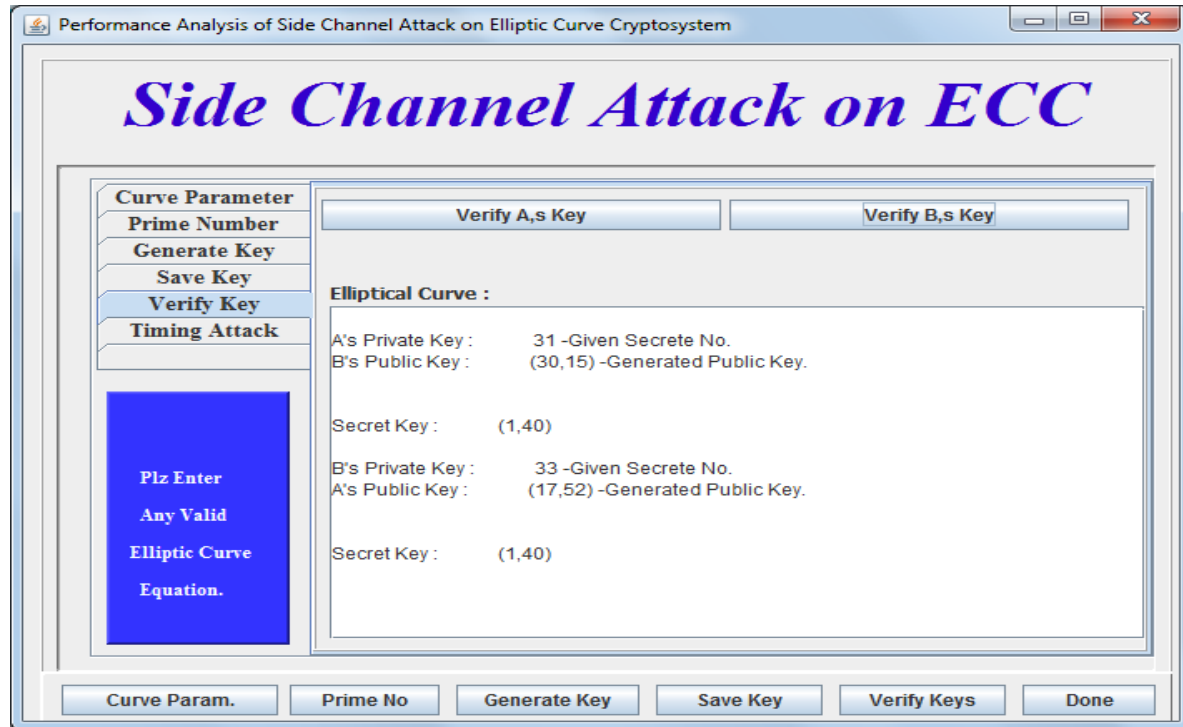 Performance Analysis of Side Channel Attack on Elliptic Curve Cryptosystem
Side Channel Attack on ECC
Curve Parameter
Prime Number
Generate Key
Save Key
Verify Key
Timing Attack
Plz Enter
Any Valid
Elliptic Curve
Equation.
Verify A,s Key Verify B,s Key
Elliptical Curve :
A's Private Key : 31 -Given Secrete No.
B's Public Key : (30,15) -Generated Public Key.
Secret Key : (1,40)
B's Private Key : 33 -Given Secrete No.
A's Public Key : (17,52) -Generated Public Key.
Secret Key : (1,40)
Curve Param. Prime No Generate Key Save Key Verify Keys Done